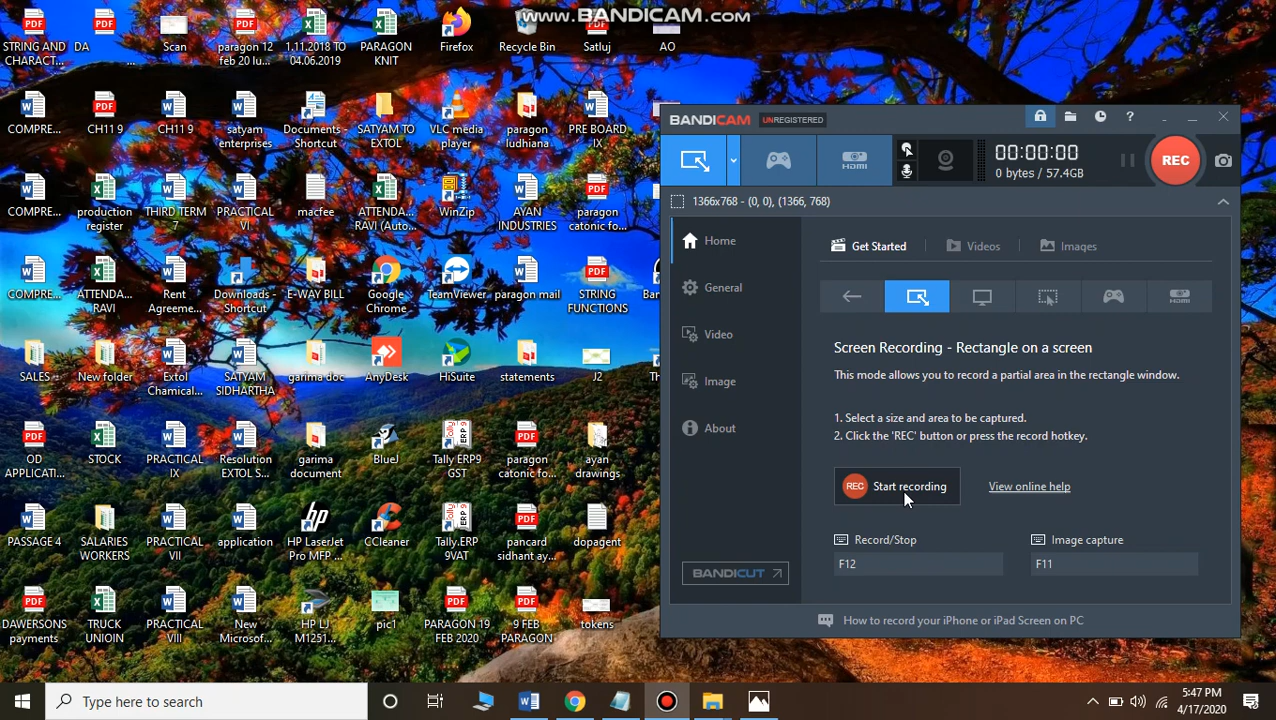 www.BANDICAM.com
STRING AND CHARACT...
DA ...
Scan
paragon 12 feb 20 lu...
1.11.2018 TO 04.06.2019
PARAGON KNIT
Firefox
Recycle Bin
Satluj
AO
COMPRE...
CH11 9
CH11 9
satyam enterprises
Documents - Shortcut
SATYAM TO EXTOL
VLC media player
paragon ludhiana
PRE BOARD IX
COMPRE...
production register
THIRD TERM 7
PRACTICAL VI
macfee
ATTENDA... RAVI (Auto...
WinZip
AYAN INDUSTRIES
paragon catonic fo...
COMPRE...
ATTENDA... RAVI
Rent Agreeme...
Downloads - Shortcut
E-WAY BILL
Google Chrome
TeamViewer
paragon mail
STRING FUNCTIONS
Ban
SALES
New folder
Extol Chamical...
SATYAM SIDHARTHA
garima doc
AnyDesk
HiSuite
statements
J2
Th
OD APPLICATI...
STOCK
PRACTICAL IX
Resolution EXTOL S...
garima document
BlueJ
Tally ERP9 GST
paragon catonic fo...
ayan drawings
PASSAGE 4
SALARIES WORKERS
PRACTICAL VII
application
HP LaserJet Pro MFP ...
CCleaner
Tally.ERP 9VAT
pancard sidhant ay...
dopagent
DAWERSONS payments
TRUCK UNIOIN
PRACTICAL VIII
New Microsof...
HP LJ M1251...
pic1
PARAGON 19 FEB 2020
9 FEB PARAGON
tokens
BANDICAM UNREGISTERED
HDMI
00:00:00
0 bytes / 57.4GB
REC
1366x768 - (0, 0), (1366, 768)
Home
General
Video
Image
About
BANDICUT
Get Started
Videos
Images
HDMI
Screen Recording - Rectangle on a screen
This mode allows you to record a partial area in the rectangle window.
1. Select a size and area to be captured.
2. Click the 'REC' button or press the record hotkey.
REC Start recording
View online help
Record/Stop
Image capture
F12
F11
How to record your iPhone or iPad Screen on PC
Type here to search
5:47 PM
4/17/2020